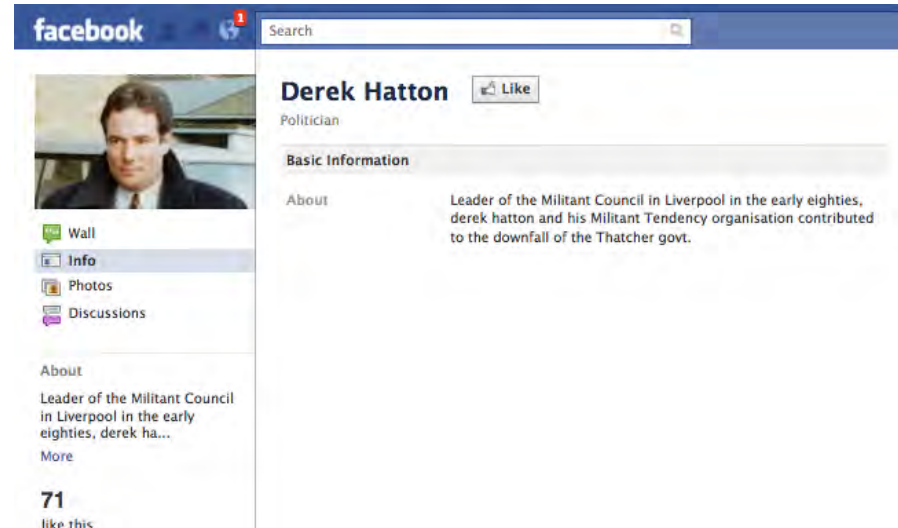 facebook
1
Search
Derek Hatton
Like
Politician
Basic Information
About
Leader of the Militant Council in Liverpool in the early eighties,
derek hatton and his Militant Tendency organisation contributed
to the downfall of the Thatcher govt.
Wall
Info
Photos
Discussions
About
Leader of the Militant Council
in Liverpool in the early
eighties, derek ha...
More
71
like this